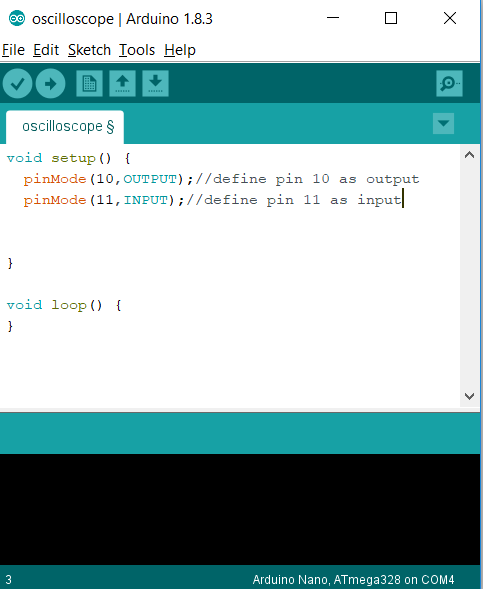 oscilloscope | Arduino 1.8.3
File Edit Sketch Tools Help
oscilloscope §
void setup() {
  pinMode(10,OUTPUT);//define pin 10 as output
  pinMode(11,INPUT);//define pin 11 as input
}
void loop() {
}
3 Arduino Nano, ATmega328 on COM4